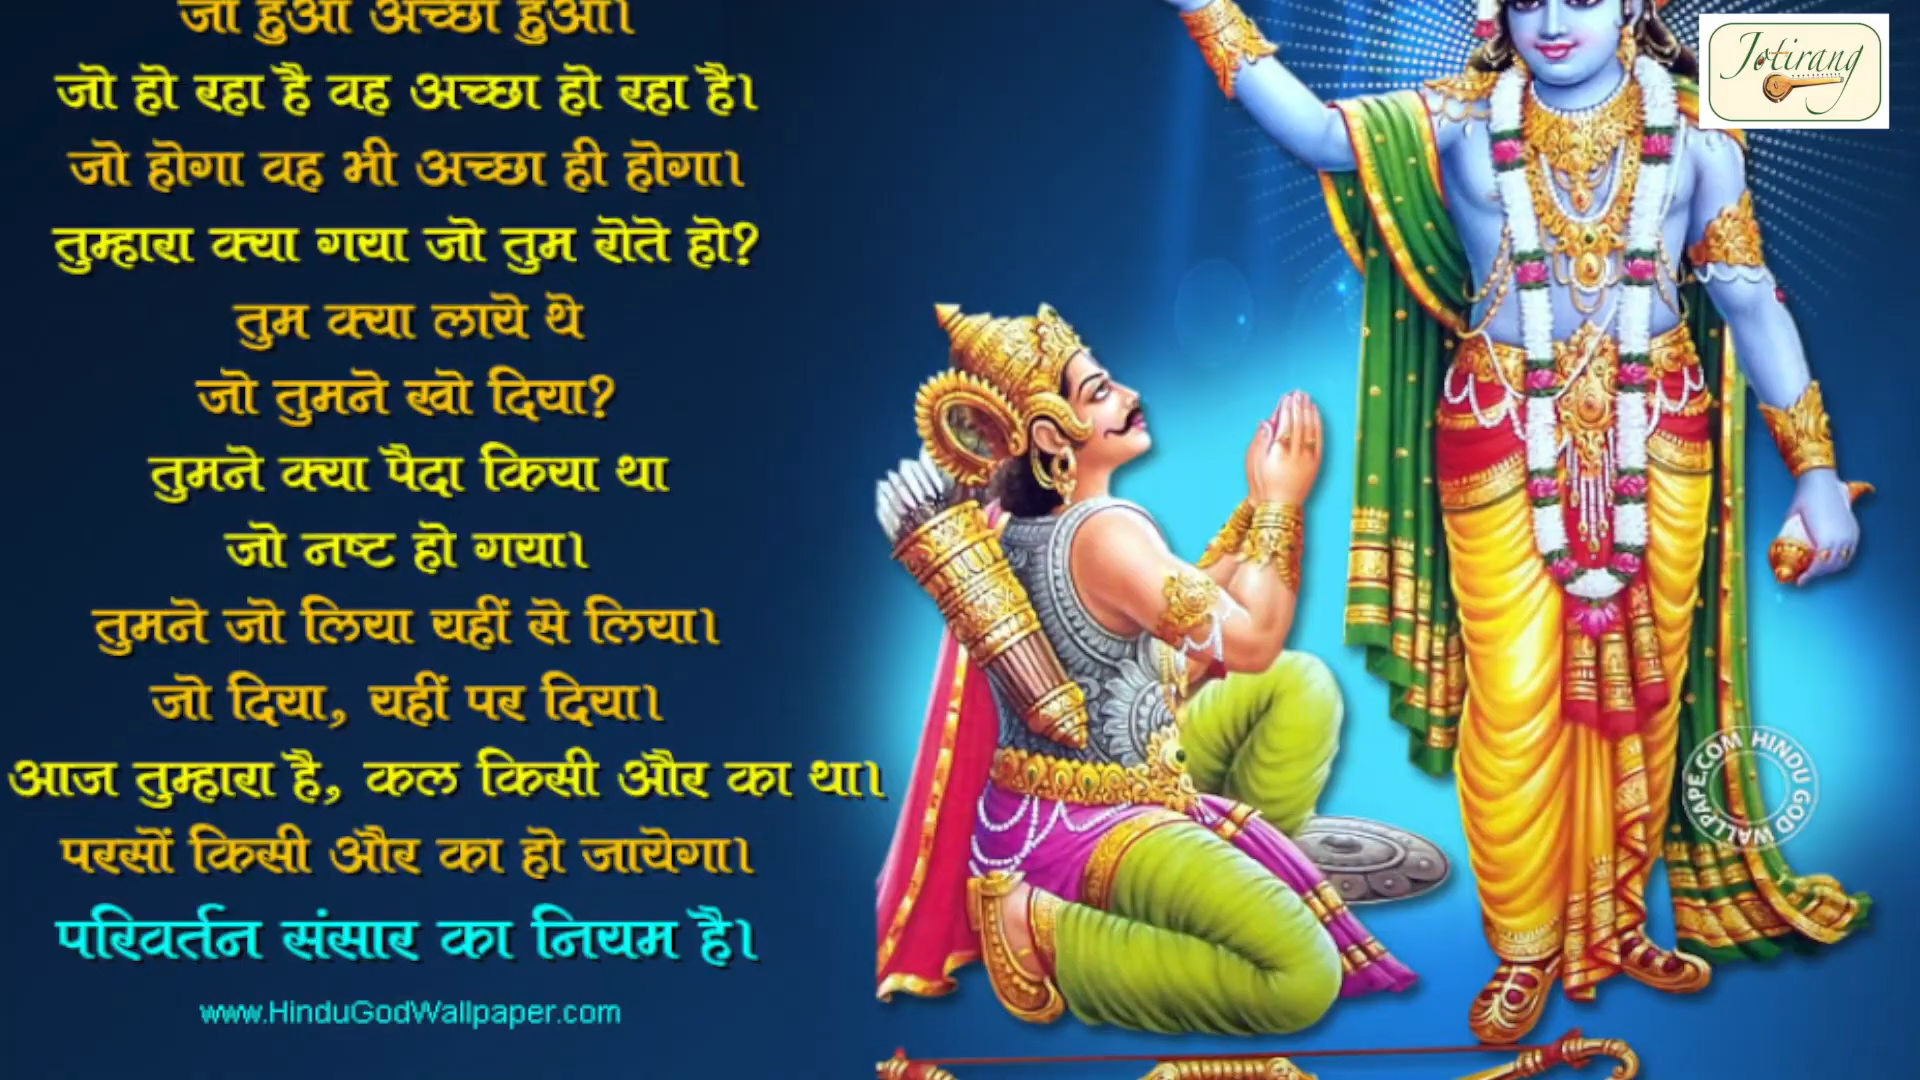 जो हुआ अच्छा हुआ।
जो हो रहा है वह अच्छा हो रहा है।
जो होगा वह भी अच्छा ही होगा।
तुम्हारा क्या गया जो तुम रोते हो?
तुम क्या लाये थे
जो तुमने खो दिया?
तुमने क्या पैदा किया था
जो नष्ट हो गया।
तुमने जो लिया यहीं से लिया।
जो दिया, यहीं पर दिया।
आज तुम्हारा है, कल किसी और का था।
परसों किसी और का हो जायेगा।
परिवर्तन संसार का नियम है।
www.HinduGodWallpaper.com
Jotirang
HINDU GOD WALLPAPE.COM